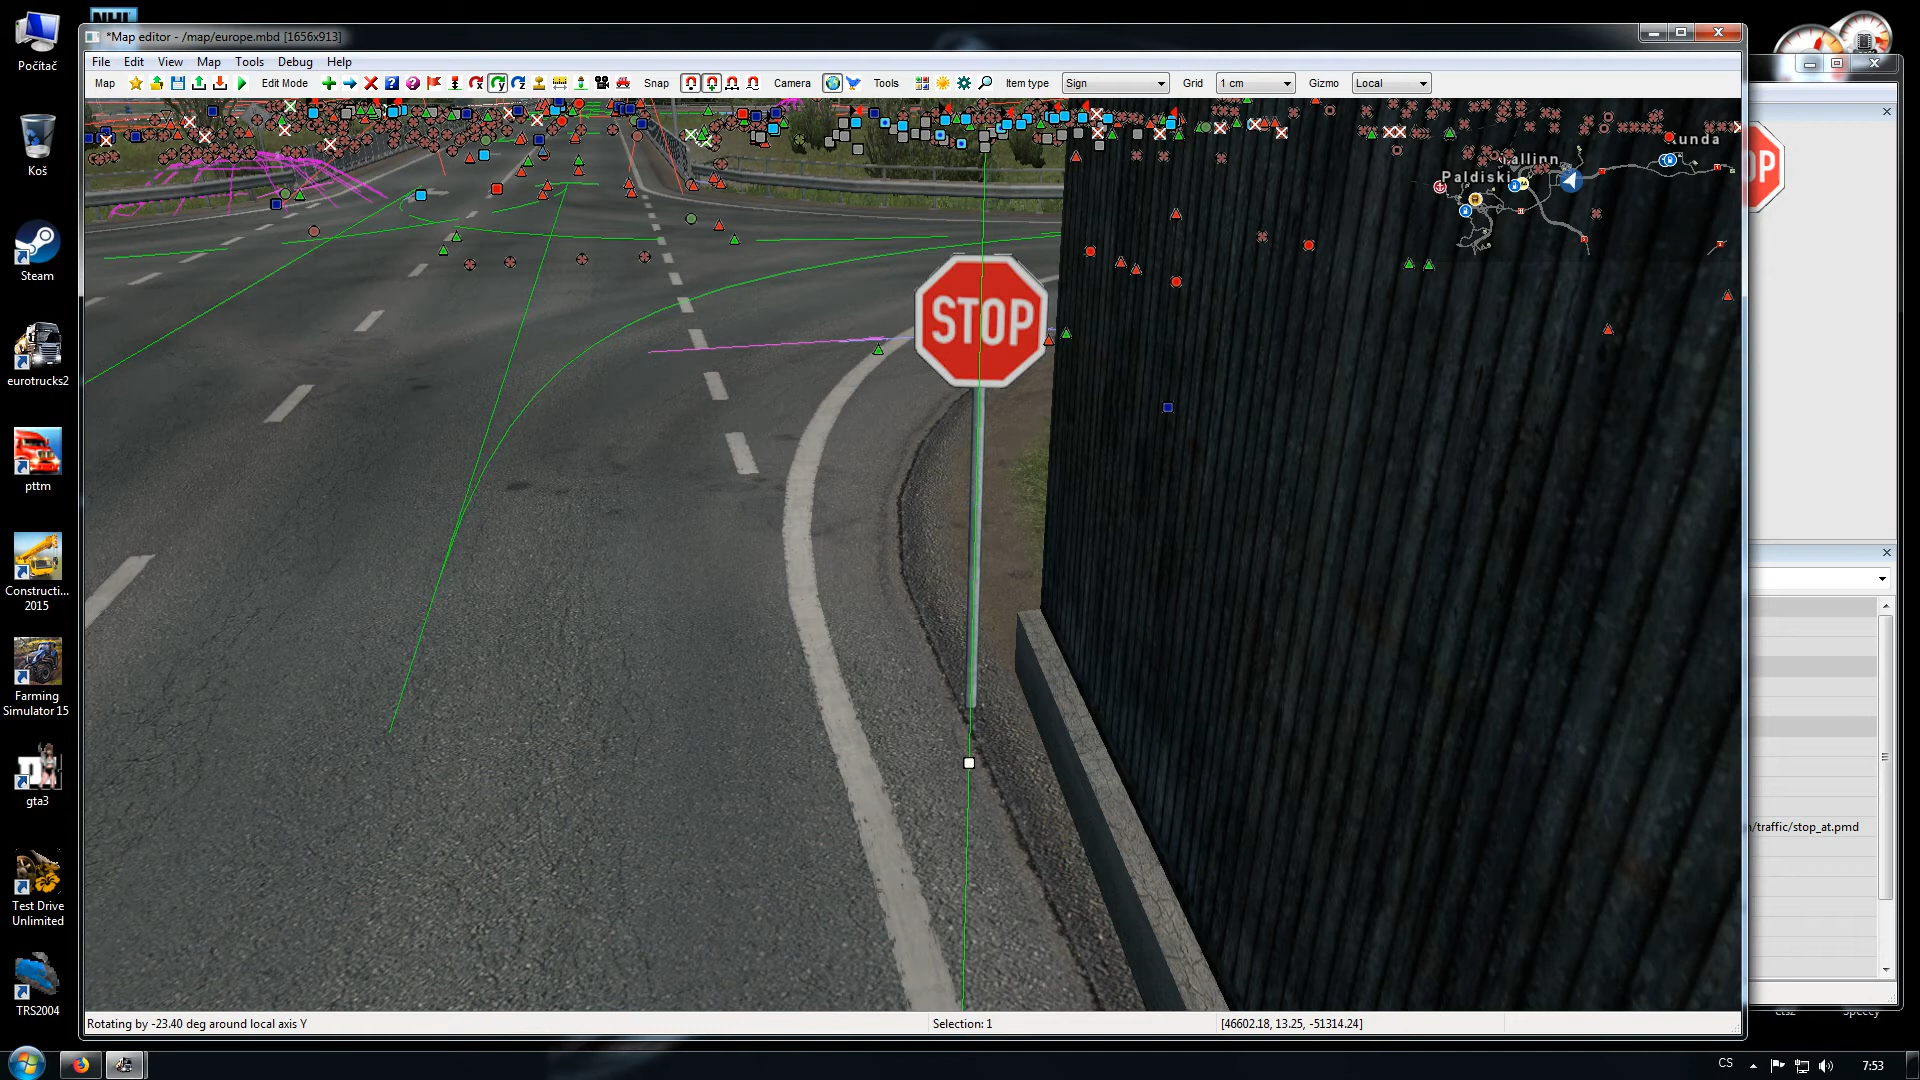 NHL
*Map editor - /map/europe.mbd [1656x913]
File Edit View Map Tools Debug Help
Map Edit Mode Snap Camera Tools Item type Sign Grid 1 cm Gizmo Local
Počítač
Koš
Steam
eurotrucks2
pttm
Constructi...
2015
Farming
Simulator 15
gta3
Test Drive
Unlimited
TRS2004
Paldiski
STOP
/traffic/stop_at.pmd
Rotating by -23.40 deg around local axis Y
Selection: 1
[46602.18, 13.25, -51314.24]
CS
7:53